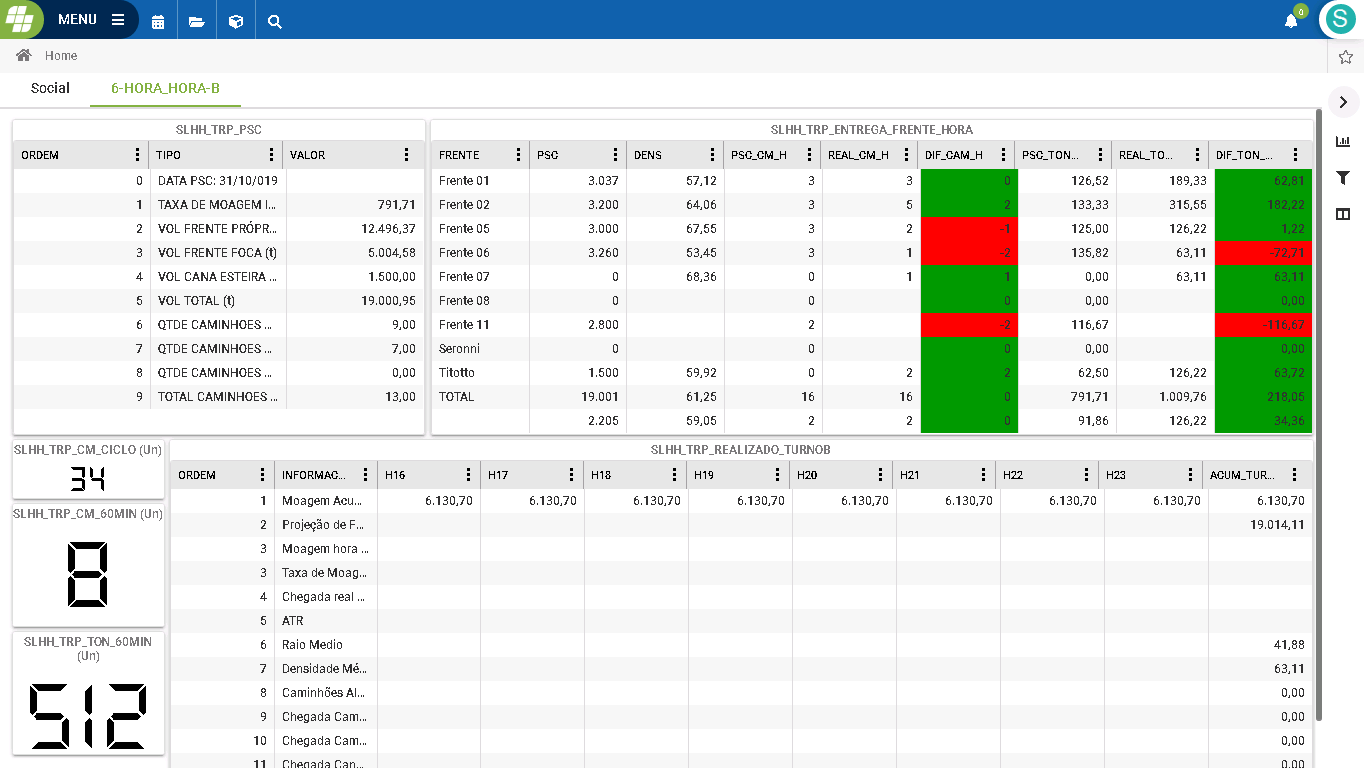 MENU
0
S
Home
Social 6-HORA_HORA-B
SLHH_TRP_PSC
ORDEM TIPO VALOR
0 DATA PSC: 31/10/019
1 TAXA DE MOAGEM I... 791,71
2 VOL FRENTE PRÓPR... 12.496,37
3 VOL FRENTE FOCA (t) 5.004,58
4 VOL CANA ESTEIRA ... 1.500,00
5 VOL TOTAL (t) 19.000,95
6 QTDE CAMINHOES ... 9,00
7 QTDE CAMINHOES ... 7,00
8 QTDE CAMINHOES ... 0,00
9 TOTAL CAMINHOES ... 13,00
SLHH_TRP_ENTREGA_FRENTE_HORA
FRENTE PSC DENS PSC_CM_H REAL_CM_H DIF_CAM_H PSC_TON... REAL_TO... DIF_TON_...
Frente 01 3.037 57,12 3 3 0 126,52 189,33 62,81
Frente 02 3.200 64,06 3 5 2 133,33 315,55 182,22
Frente 05 3.000 67,55 3 2 -1 125,00 126,22 1,22
Frente 06 3.260 53,45 3 1 -2 135,82 63,11 -72,71
Frente 07 0 68,36 0 1 1 0,00 63,11 63,11
Frente 08 0 0 0 0,00 0,00
Frente 11 2.800 2 -2 116,67 -116,67
Seronni 0 0 0 0,00 0,00
Titotto 1.500 59,92 0 2 2 62,50 126,22 63,72
TOTAL 19.001 61,25 16 16 0 791,71 1.009,76 218,05
2.205 59,05 2 2 0 91,86 126,22 34,36
SLHH_TRP_CM_CICLO (Un)
34
SLHH_TRP_CM_60MIN (Un)
8
SLHH_TRP_TON_60MIN
(Un)
512
SLHH_TRP_REALIZADO_TURNOB
ORDEM INFORMAC... H16 H17 H18 H19 H20 H21 H22 H23 ACUM_TUR...
1 Moagem Acu... 6.130,70 6.130,70 6.130,70 6.130,70 6.130,70 6.130,70 6.130,70 6.130,70 6.130,70
2 Projeção de F... 19.014,11
3 Moagem hora ...
3 Taxa de Moag...
4 Chegada real ...
5 ATR
6 Raio Medio 41,88
7 Densidade Mé... 63,11
8 Caminhões Al... 0,00
9 Chegada Cam... 0,00
10 Chegada Cam... 0,00
11 Chegada Can... 0,00